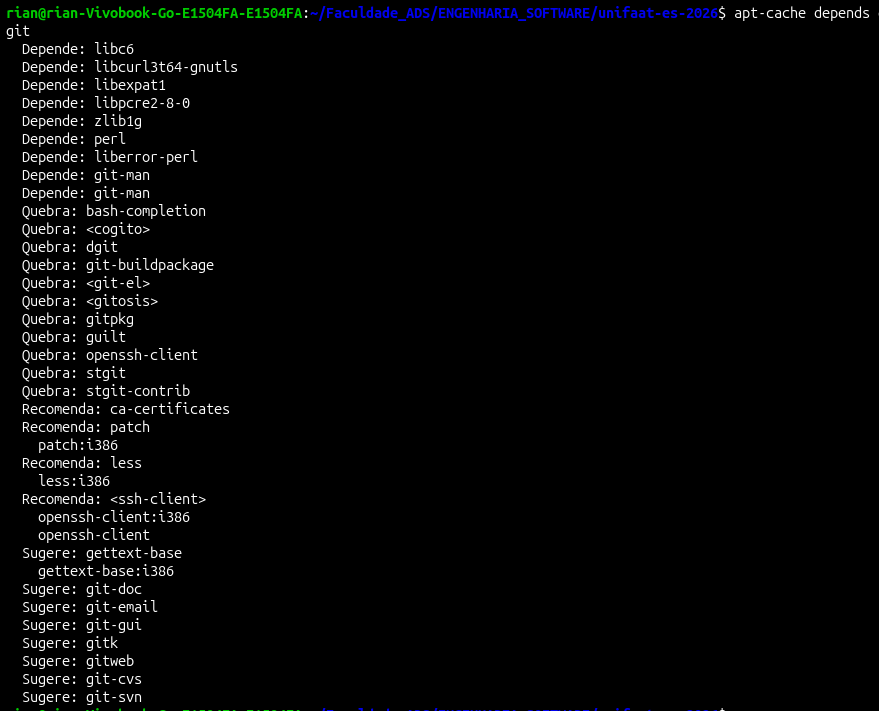 rian@rian-Vivobook-Go-E1504FA-E1504FA:~/Faculdade_ADS/ENGENHARIA_SOFTWARE/unifaat-es-2026$ apt-cache depends
git
  Depende: libc6
  Depende: libcurl3t64-gnutls
  Depende: libexpat1
  Depende: libpcre2-8-0
  Depende: zlib1g
  Depende: perl
  Depende: liberror-perl
  Depende: git-man
  Depende: git-man
  Quebra: bash-completion
  Quebra: <cogito>
  Quebra: dgit
  Quebra: git-buildpackage
  Quebra: <git-el>
  Quebra: <gitosis>
  Quebra: gitpkg
  Quebra: guilt
  Quebra: openssh-client
  Quebra: stgit
  Quebra: stgit-contrib
  Recomenda: ca-certificates
  Recomenda: patch
    patch:i386
  Recomenda: less
    less:i386
  Recomenda: <ssh-client>
    openssh-client:i386
    openssh-client
  Sugere: gettext-base
    gettext-base:i386
  Sugere: git-doc
  Sugere: git-email
  Sugere: git-gui
  Sugere: gitk
  Sugere: gitweb
  Sugere: git-cvs
  Sugere: git-svn